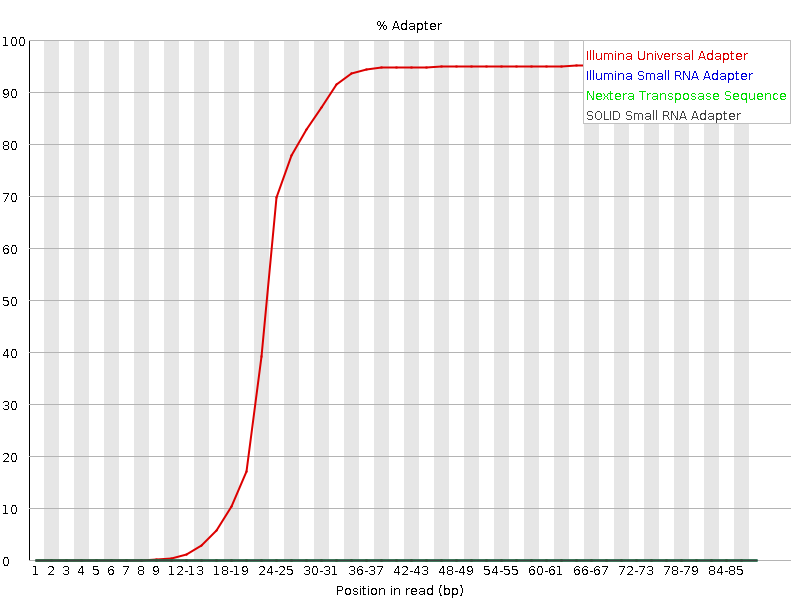 % Adapter
100
90
80
70
60
50
40
30
20
10
0
Illumina Universal Adapter
Illumina Small RNA Adapter
Nextera Transposase Sequence
SOLID Small RNA Adapter
1 2 3 4 5 6 7 8 9 12-13 18-19 24-25 30-31 36-37 42-43 48-49 54-55 60-61 66-67 72-73 78-79 84-85
Position in read (bp)